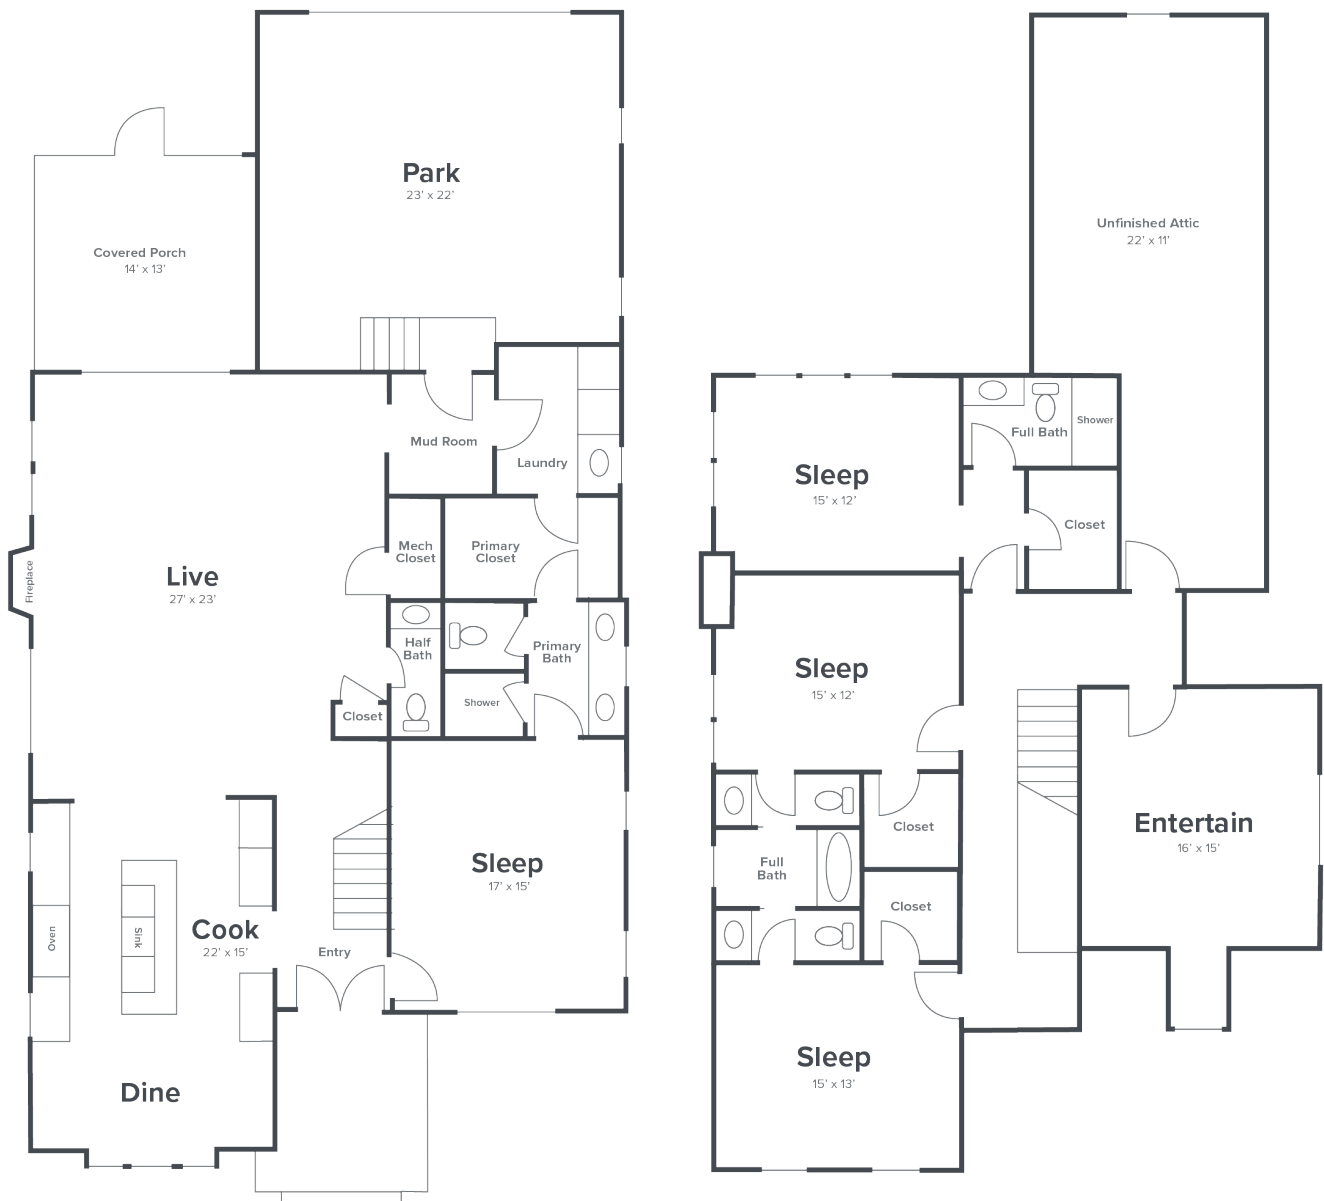 Park
23’ x 22’
Covered Porch
14’ x 13’
Mud Room
Laundry
Mech
Closet
Primary
Closet
Live
27’ x 23’
Fireplace
Half
Bath
Primary
Bath
Shower
Closet
Sleep
17’ x 15’
Cook
22’ x 15’
Oven
Sink
Entry
Dine
Unfinished Attic
22’ x 11’
Sleep
15’ x 12’
Full Bath
Shower
Closet
Sleep
15’ x 12’
Closet
Full
Bath
Closet
Entertain
16’ x 15’
Sleep
15’ x 13’